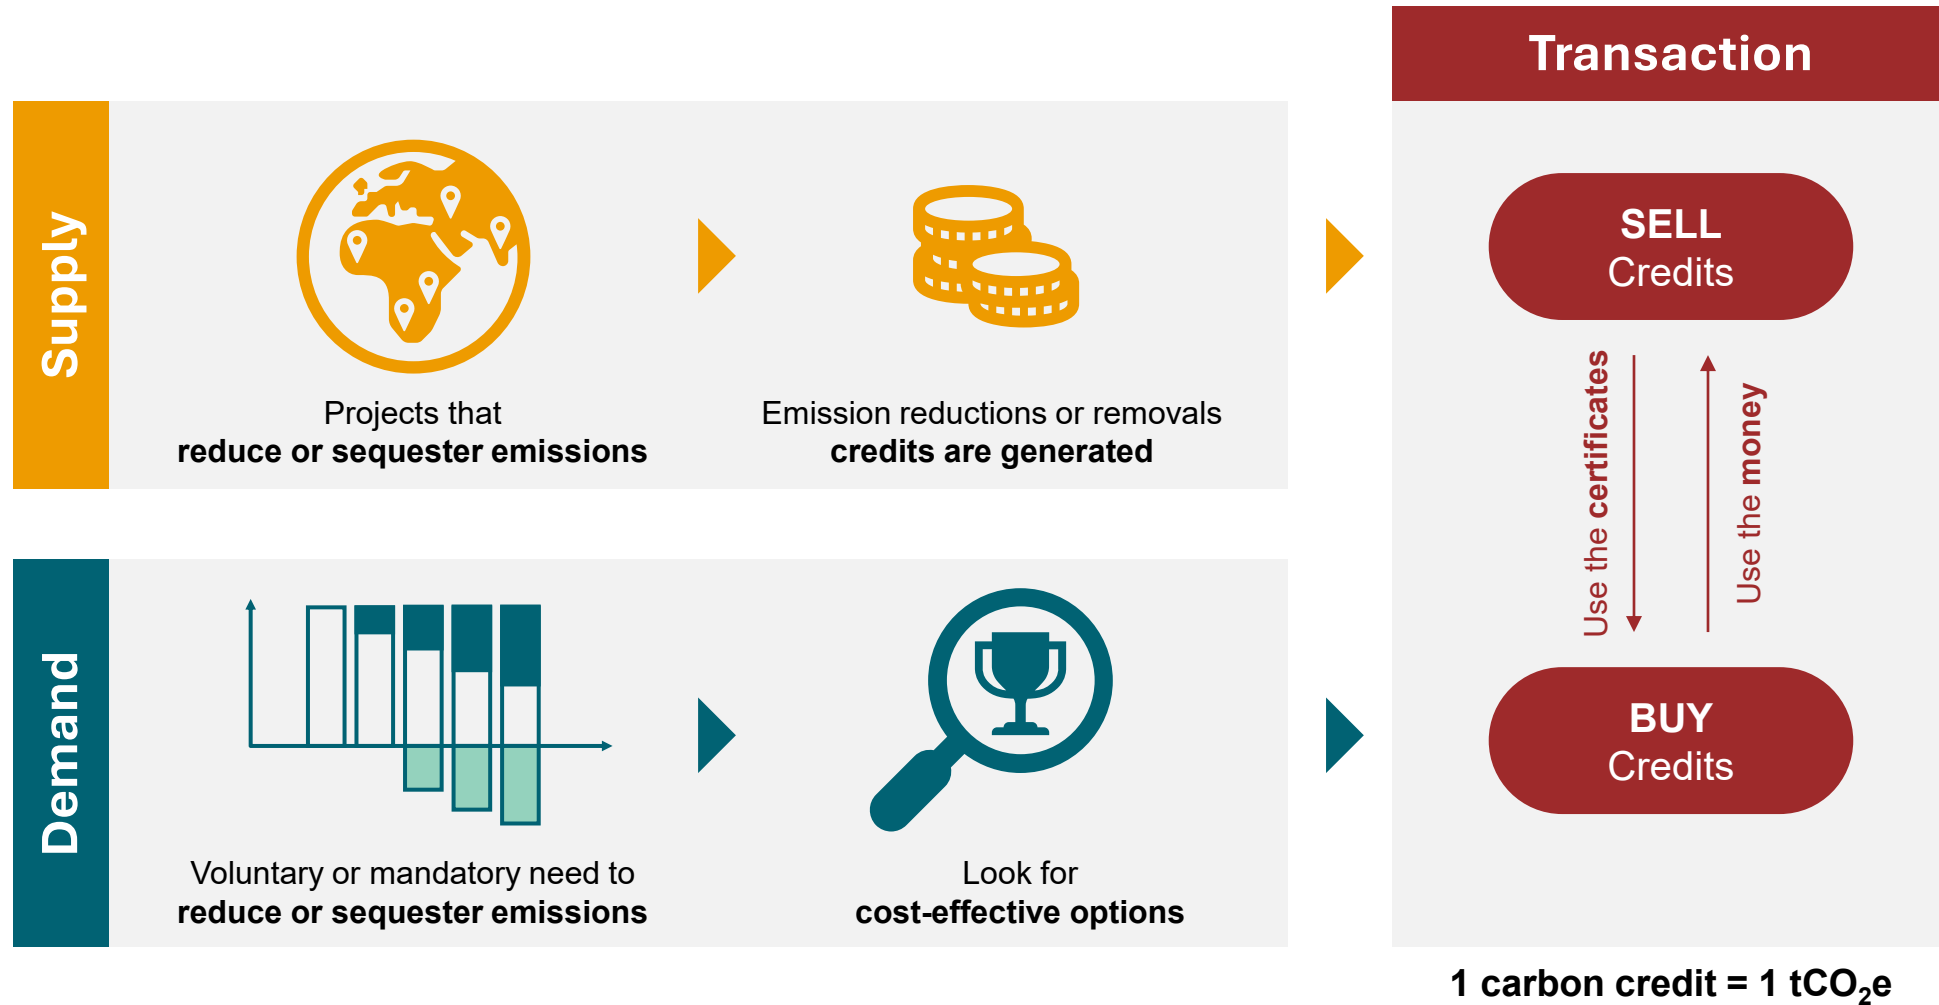 Transaction
Supply
Projects that
reduce or sequester emissions
Emission reductions or removals
credits are generated
SELL
Credits
Use the certificates
Use the money
Demand
Voluntary or mandatory need to
reduce or sequester emissions
Look for
cost-effective options
BUY
Credits
1 carbon credit = 1 tCO₂e